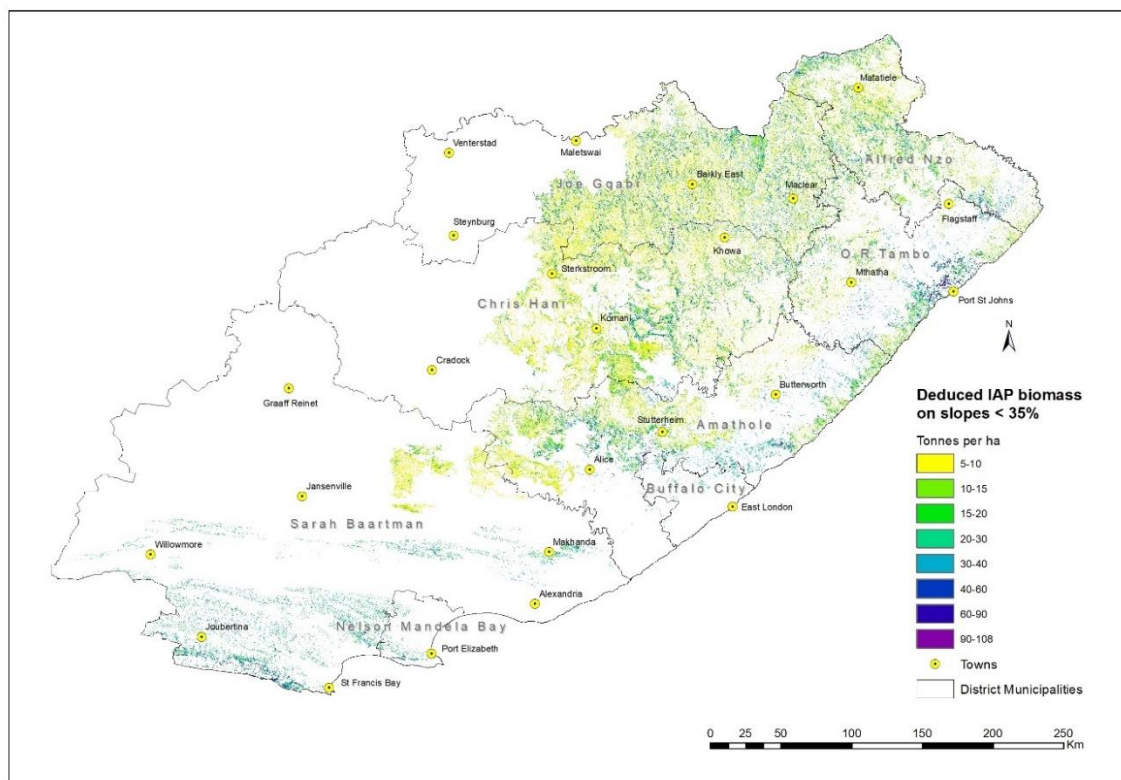 Matatiele
Venterstad
Maletswai
Alfred Nzo
Joe Gqabi
Barkly East
Maclear
Flagstaff
Steynburg
Khowa
O.R Tambo
Sterkstroom
Mthatha
Port St Johns
Chris Hani
Komani
N
Cradock
Graaff Reinet
Butterworth
Deduced IAP biomass
on slopes < 35%
Stutterheim
Amathole
Tonnes per ha
5-10
Alice
10-15
Jansenville
Buffalo City
15-20
East London
Sarah Baartman
20-30
Willowmore
Makhanda
30-40
40-60
Alexandria
60-90
Joubertina
Nelson Mandela Bay
90-108
Port Elizabeth
Towns
St Francis Bay
District Municipalities
0 25 50 100 150 200 250
Km